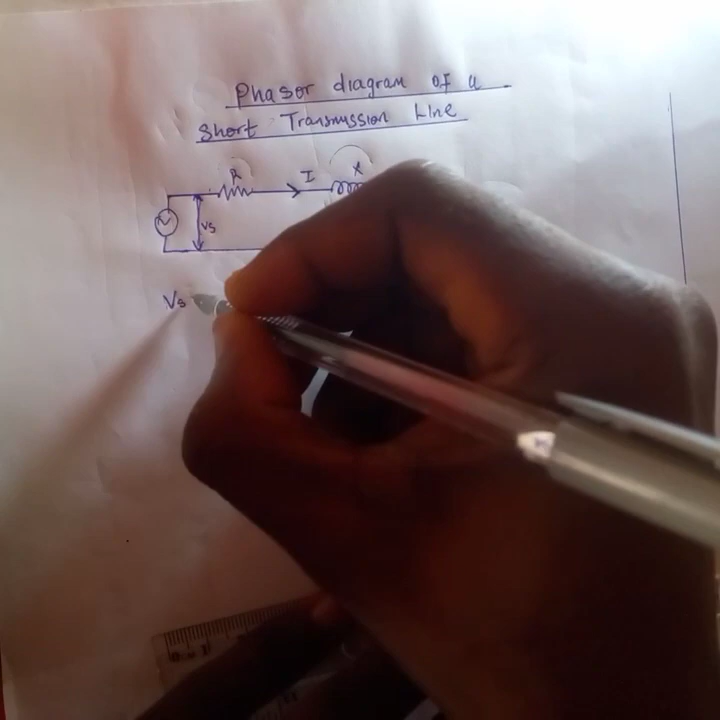 Phasor diagram of a
Short Transmission Line
R I X
Vs
Vs